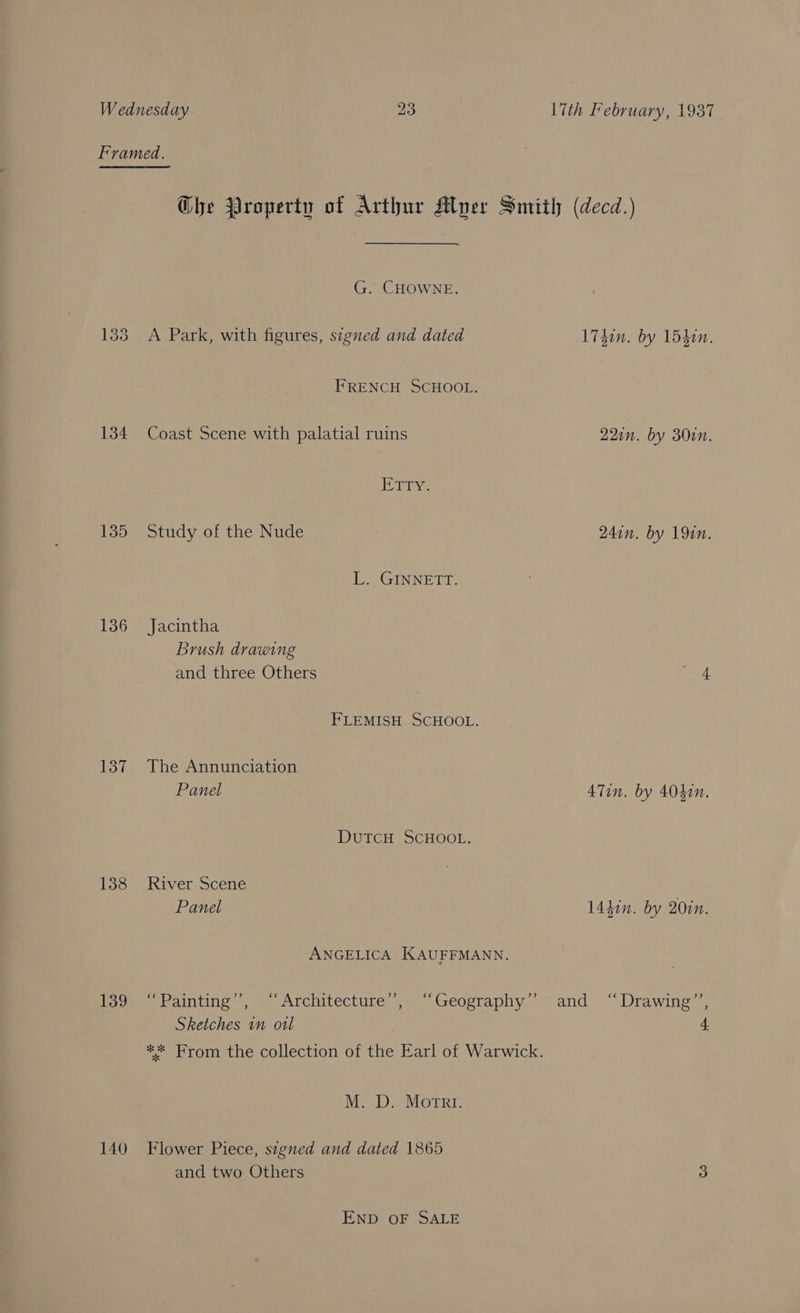 Wednesday 23 17th February, 1937
Framed.
The Property of Arthur Myer Smith (decd.)
G. CHOWNE.
133 A Park, with figures, signed and dated 17½in. by 15½in.
FRENCH SCHOOL.
134 Coast Scene with palatial ruins 22in. by 30in.
ETTY.
135 Study of the Nude 24in. by 19in.
L. GINNETT.
136 Jacintha
Brush drawing
and three Others 4
FLEMISH SCHOOL.
137 The Annunciation
Panel 47in. by 40½in.
DUTCH SCHOOL.
138 River Scene
Panel 14½in. by 20in.
ANGELICA KAUFFMANN.
139 “Painting”, “Architecture”, “Geography” and “Drawing”,
Sketches in oil 4
*** From the collection of the Earl of Warwick.
M. D. MOTRI.
140 Flower Piece, signed and dated 1865
and two Others 3
END OF SALE